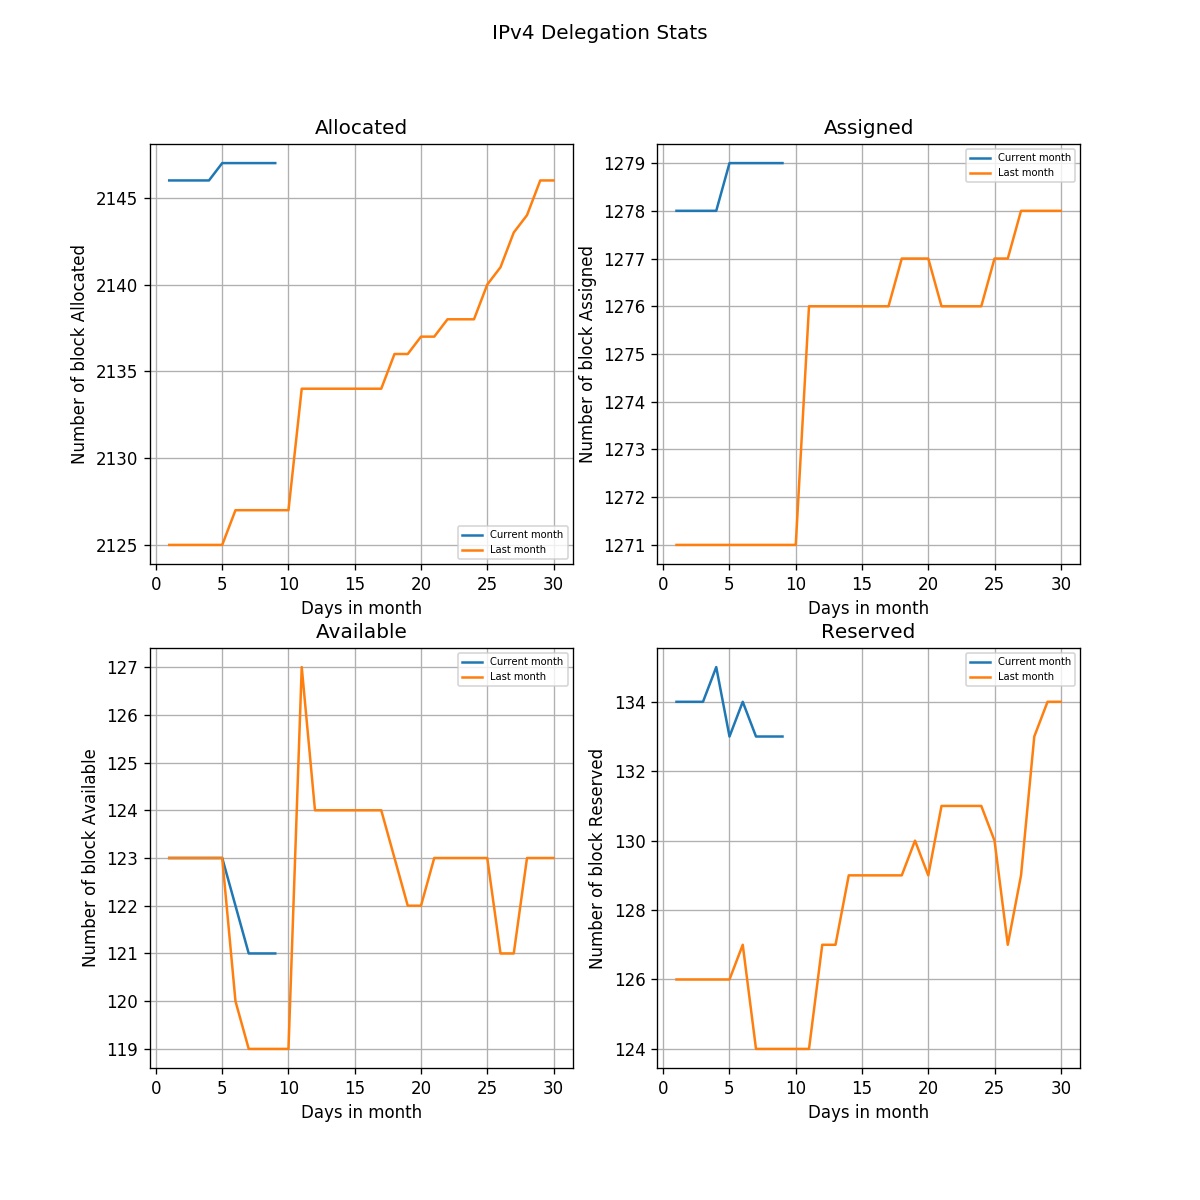 IPv4 Delegation Stats
Allocated
Number of block Allocated
2145
2140
2135
2130
2125
0 5 10 15 20 25 30
Days in month
Current month
Last month
Assigned
Number of block Assigned
1279
1278
1277
1276
1275
1274
1273
1272
1271
0 5 10 15 20 25 30
Days in month
Current month
Last month
Available
Number of block Available
127
126
125
124
123
122
121
120
119
0 5 10 15 20 25 30
Days in month
Current month
Last month
Reserved
Number of block Reserved
134
132
130
128
126
124
0 5 10 15 20 25 30
Days in month
Current month
Last month